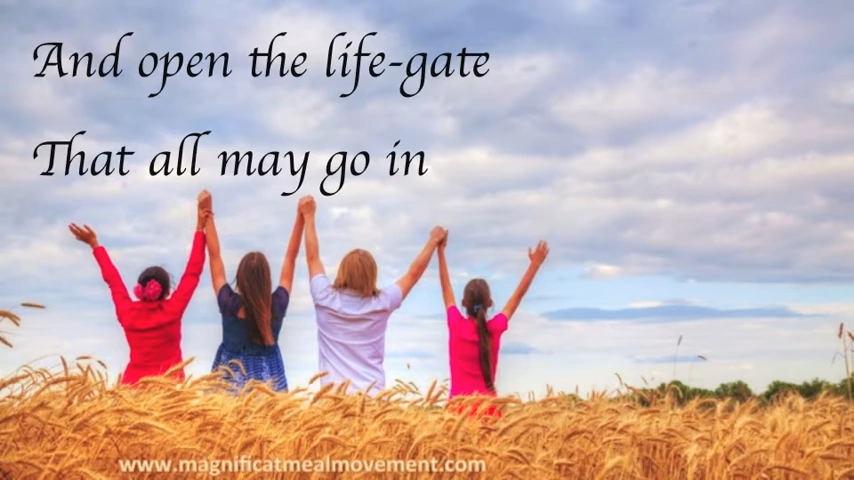 And open the life-gate
That all may go in
www.magnificatmealmovement.com